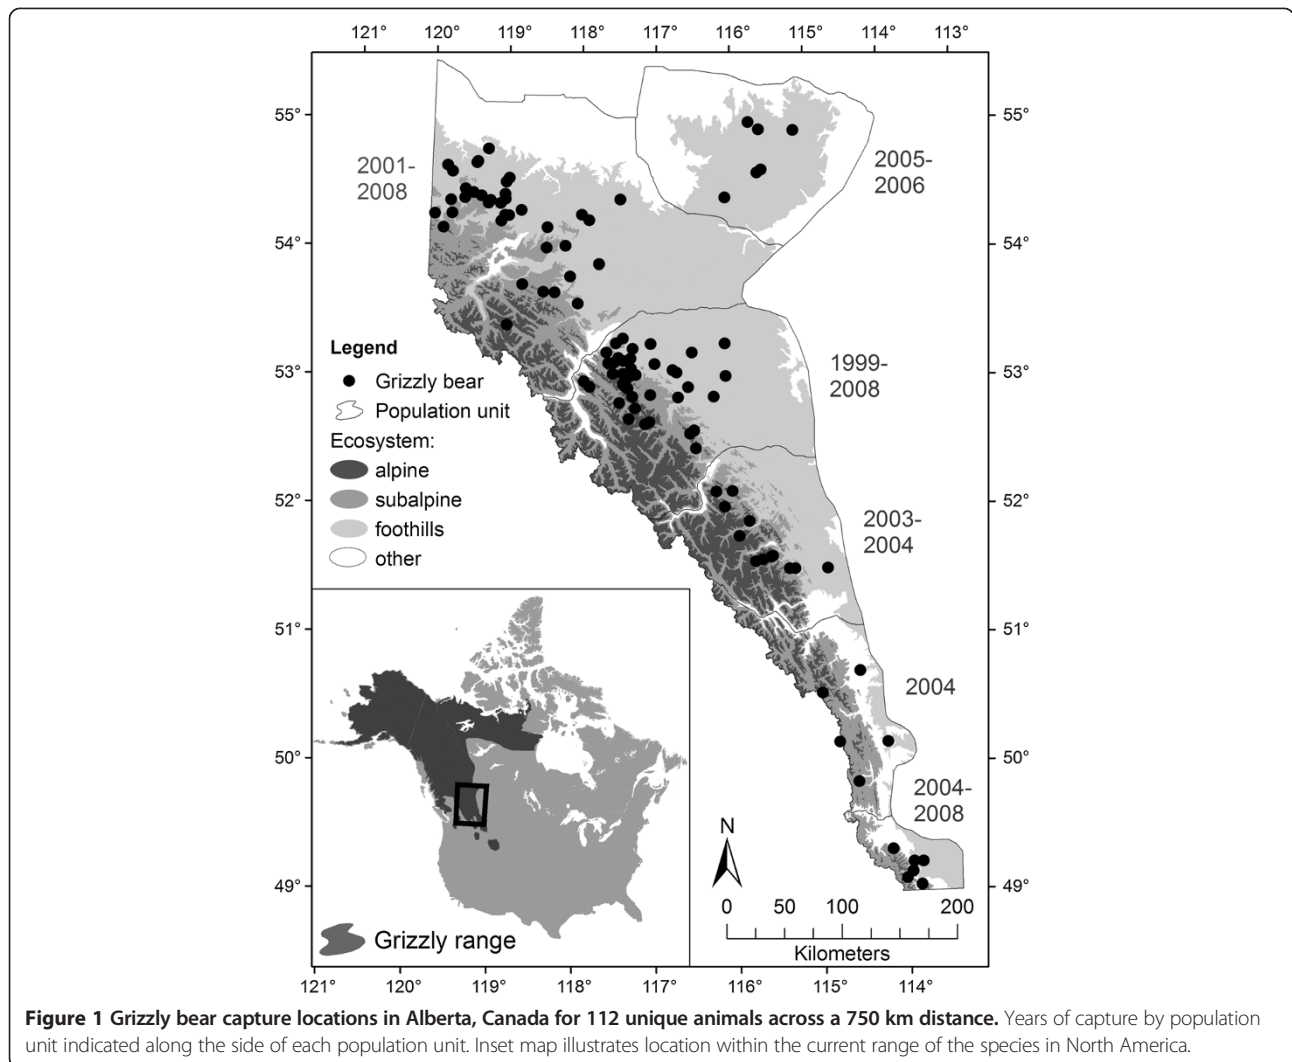 121° 120° 119° 118° 117° 116° 115° 114° 113°
55° 55°
2001-
2008
2005-
2006
54° 54°
Legend
Grizzly bear
Population unit
Ecosystem:
alpine
subalpine
foothills
other
53° 53°
1999-
2008
52° 52°
2003-
2004
51° 51°
2004
50° 50°
2004-
2008
N
49° 49°
0 50 100 200
Kilometers
Grizzly range
121° 120° 119° 118° 117° 116° 115° 114°
Figure 1 Grizzly bear capture locations in Alberta, Canada for 112 unique animals across a 750 km distance. Years of capture by population
unit indicated along the side of each population unit. Inset map illustrates location within the current range of the species in North America.